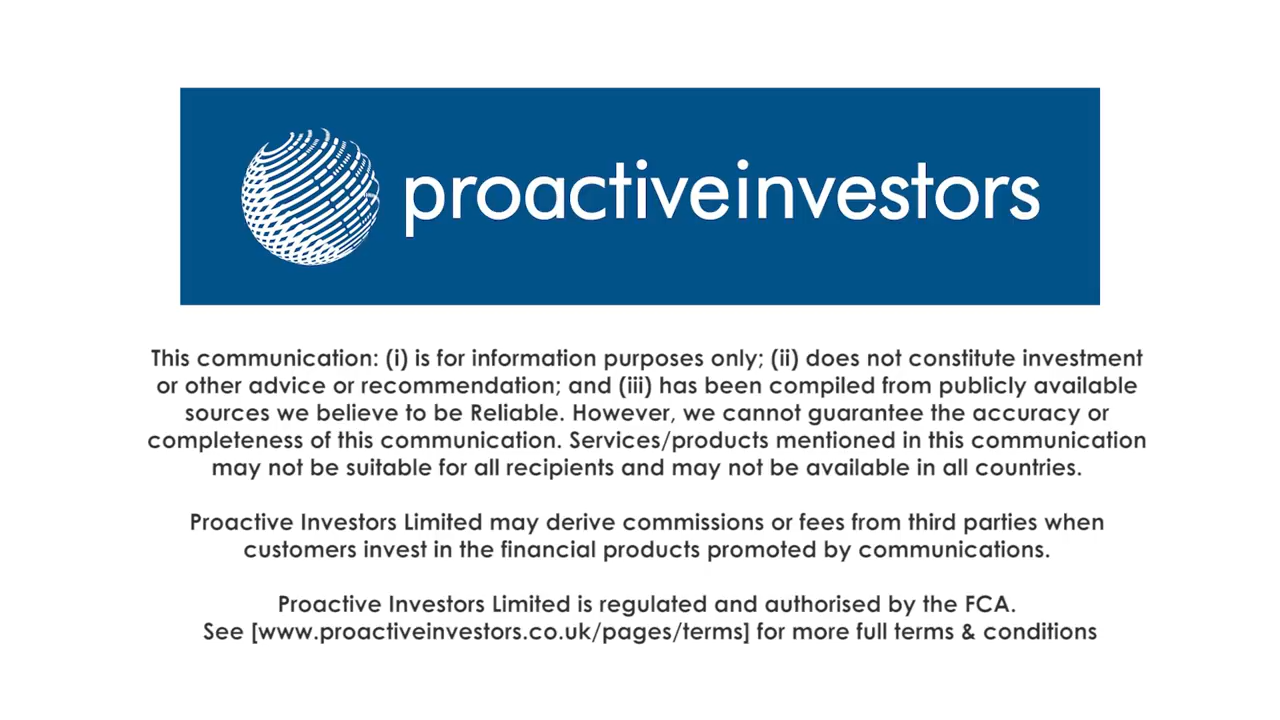 proactiveinvestors
This communication: (i) is for information purposes only; (ii) does not constitute investment
or other advice or recommendation; and (iii) has been compiled from publicly available
sources we believe to be Reliable. However, we cannot guarantee the accuracy or
completeness of this communication. Services/products mentioned in this communication
may not be suitable for all recipients and may not be available in all countries.
Proactive Investors Limited may derive commissions or fees from third parties when
customers invest in the financial products promoted by communications.
Proactive Investors Limited is regulated and authorised by the FCA.
See [www.proactiveinvestors.co.uk/pages/terms] for more full terms & conditions